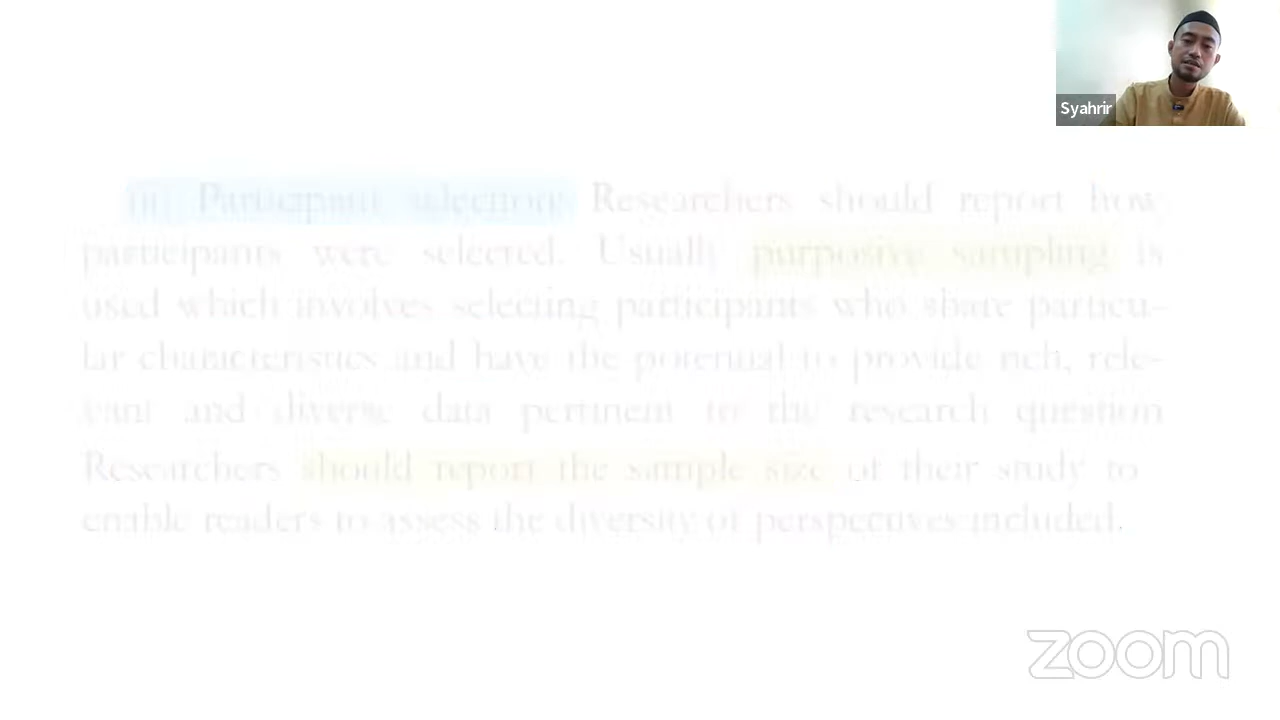 Syahrir
(ii) Participant selection: Researchers should report how
participants were selected. Usually purposive sampling is
used which involves selecting participants who share particu-
lar characteristics and have the potential to provide rich, rele-
vant and diverse data pertinent to the research question
Researchers should report the sample size of their study to
enable readers to assess the diversity of perspectives included.
zoom